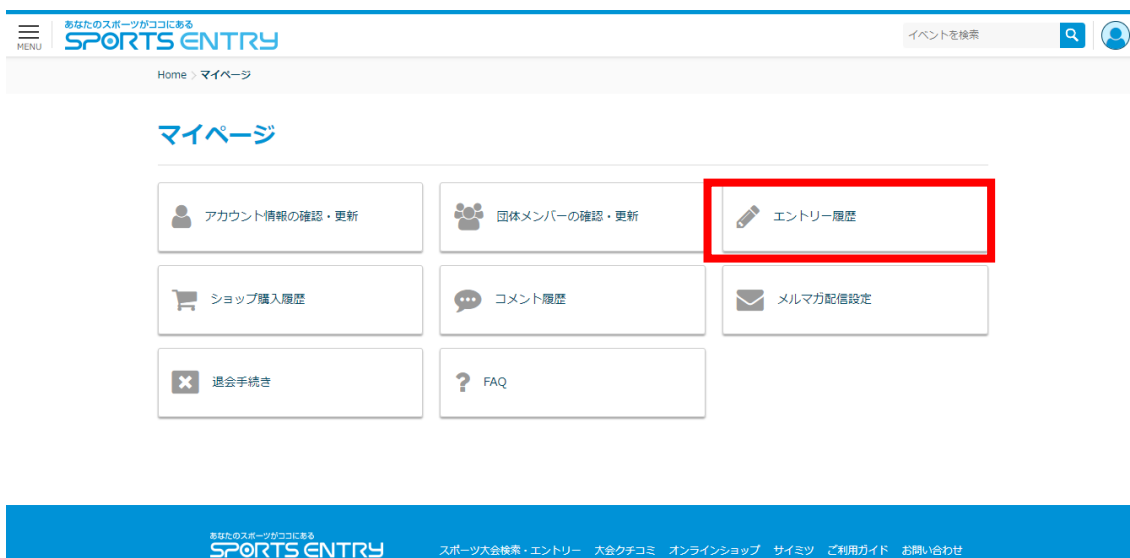 あなたのスポーツがココにある
SPORTS ENTRY
MENU
イベントを検索
Home > マイページ
マイページ
アカウント情報の確認・更新
団体メンバーの確認・更新
エントリー履歴
ショップ購入履歴
コメント履歴
メルマガ配信設定
退会手続き
? FAQ
あなたのスポーツがココにある
SPORTS ENTRY
スポーツ大会検索・エントリー 大会クチコミ オンラインショップ サイミツ ご利用ガイド お問い合わせ